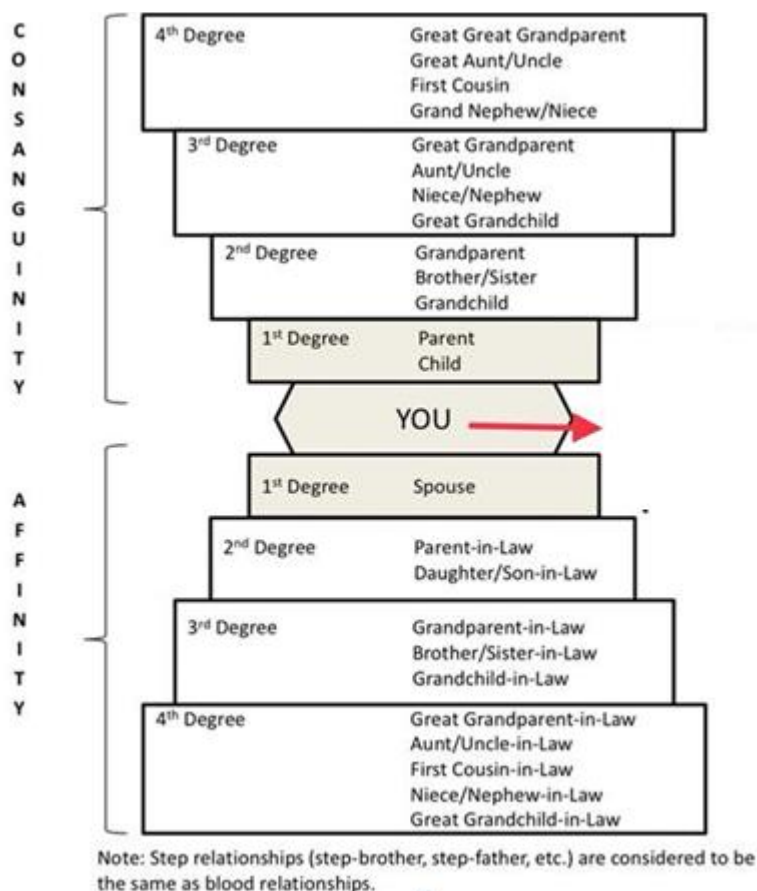 CONSANGUINITY
4th Degree Great Great Grandparent
Great Aunt/Uncle
First Cousin
Grand Nephew/Niece
3rd Degree Great Grandparent
Aunt/Uncle
Niece/Nephew
Great Grandchild
2nd Degree Grandparent
Brother/Sister
Grandchild
1st Degree Parent
Child
YOU
AFFINITY
1st Degree Spouse
2nd Degree Parent-in-Law
Daughter/Son-in-Law
3rd Degree Grandparent-in-Law
Brother/Sister-in-Law
Grandchild-in-Law
4th Degree Great Grandparent-in-Law
Aunt/Uncle-in-Law
First Cousin-in-Law
Niece/Nephew-in-Law
Great Grandchild-in-Law
Note: Step relationships (step-brother, step-father, etc.) are considered to be
the same as blood relationships.